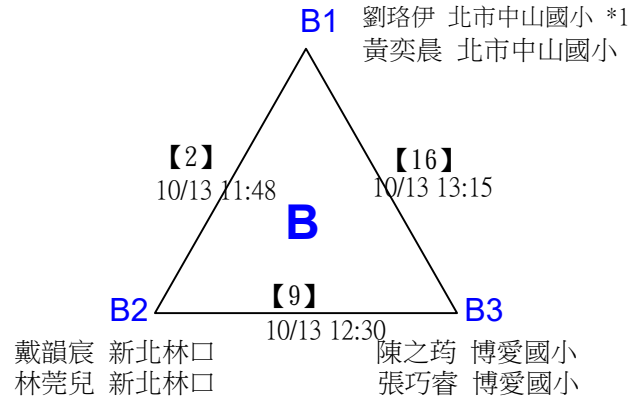 B1
劉珞伊 北市中山國小 *1
黃奕晨 北市中山國小
【2】
10/13 11:48
【16】
10/13 13:15
B
B2
【9】
10/13 12:30
B3
戴韻宸 新北林口
林莞兒 新北林口
陳之荺 博愛國小
張巧睿 博愛國小